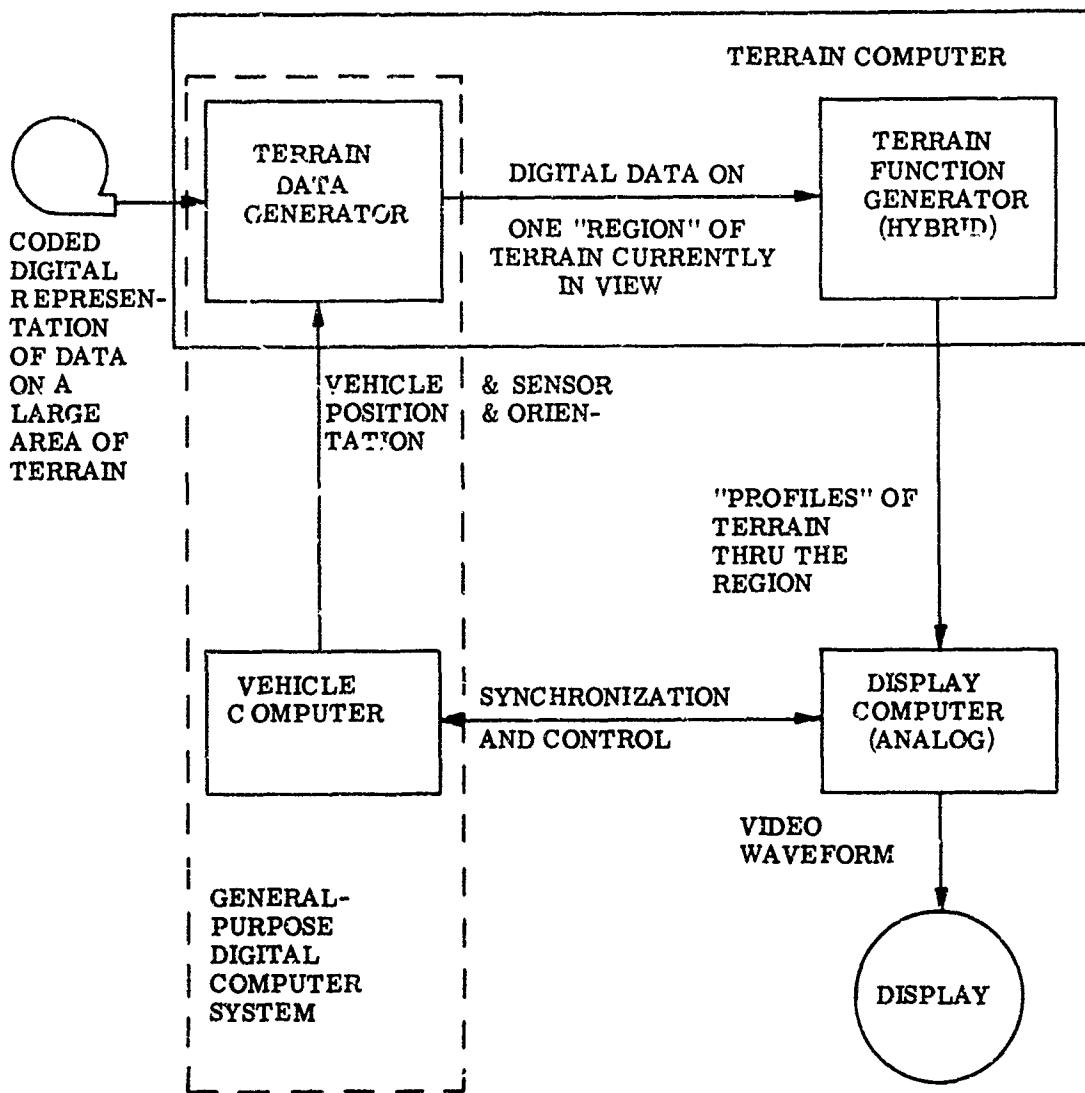 TERRAIN COMPUTER
TERRAIN
DATA
GENERATOR
DIGITAL DATA ON
ONE "REGION" OF
TERRAIN CURRENTLY
IN VIEW
TERRAIN
FUNCTION
GENERATOR
(HYBRID)
CODED
DIGITAL
REPRESEN-
TATION
OF DATA
ON A
LARGE
AREA OF
TERRAIN
VEHICLE & SENSOR
POSITION & ORIEN-
TATION
"PROFILES" OF
TERRAIN
THRU THE
REGION
VEHICLE
COMPUTER
SYNCHRONIZATION
AND CONTROL
DISPLAY
COMPUTER
(ANALOG)
VIDEO
WAVEFORM
GENERAL-
PURPOSE
DIGITAL
COMPUTER
SYSTEM
DISPLAY